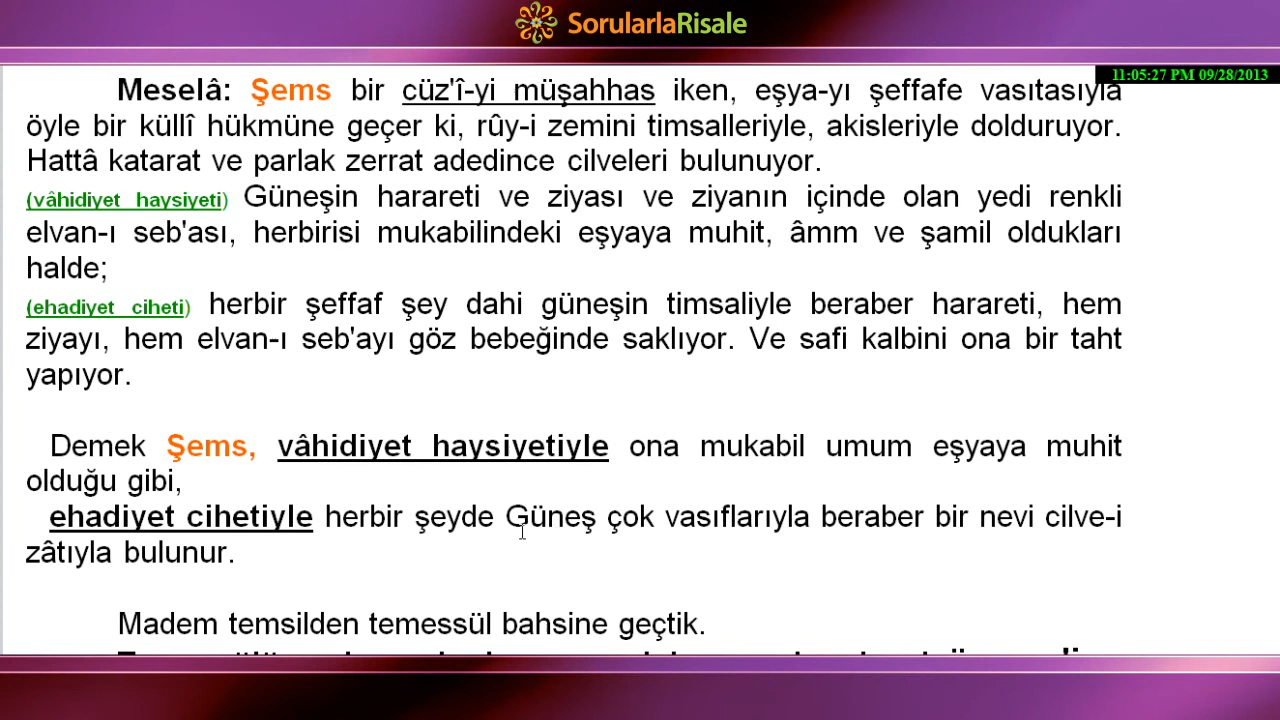 SorularlaRisale
11:05:27 PM 09/28/2013
Meselâ: Şems bir cüz'î-yi müşahhas iken, eşya-yı şeffafe vasıtasıyla
öyle bir küllî hükmüne geçer ki, rûy-i zemini timsalleriyle, akisleriyle dolduruyor.
Hattâ katarat ve parlak zerrat adedince cilveleri bulunuyor.
(vâhidiyet haysiyeti) Güneşin harareti ve ziyası ve ziyanın içinde olan yedi renkli
elvan-ı seb'ası, herbirisi mukabilindeki eşyaya muhit, âmm ve şamil oldukları
halde;
(ehadiyet ciheti) herbir şeffaf şey dahi güneşin timsaliyle beraber harareti, hem
ziyayı, hem elvan-ı seb'ayı göz bebeğinde saklıyor. Ve safi kalbini ona bir taht
yapıyor.
Demek Şems, vâhidiyet haysiyetiyle ona mukabil umum eşyaya muhit
olduğu gibi,
ehadiyet cihetiyle herbir şeyde Güneş çok vasıflarıyla beraber bir nevi cilve-i
zâtıyla bulunur.
Madem temsilden temessül bahsine geçtik.